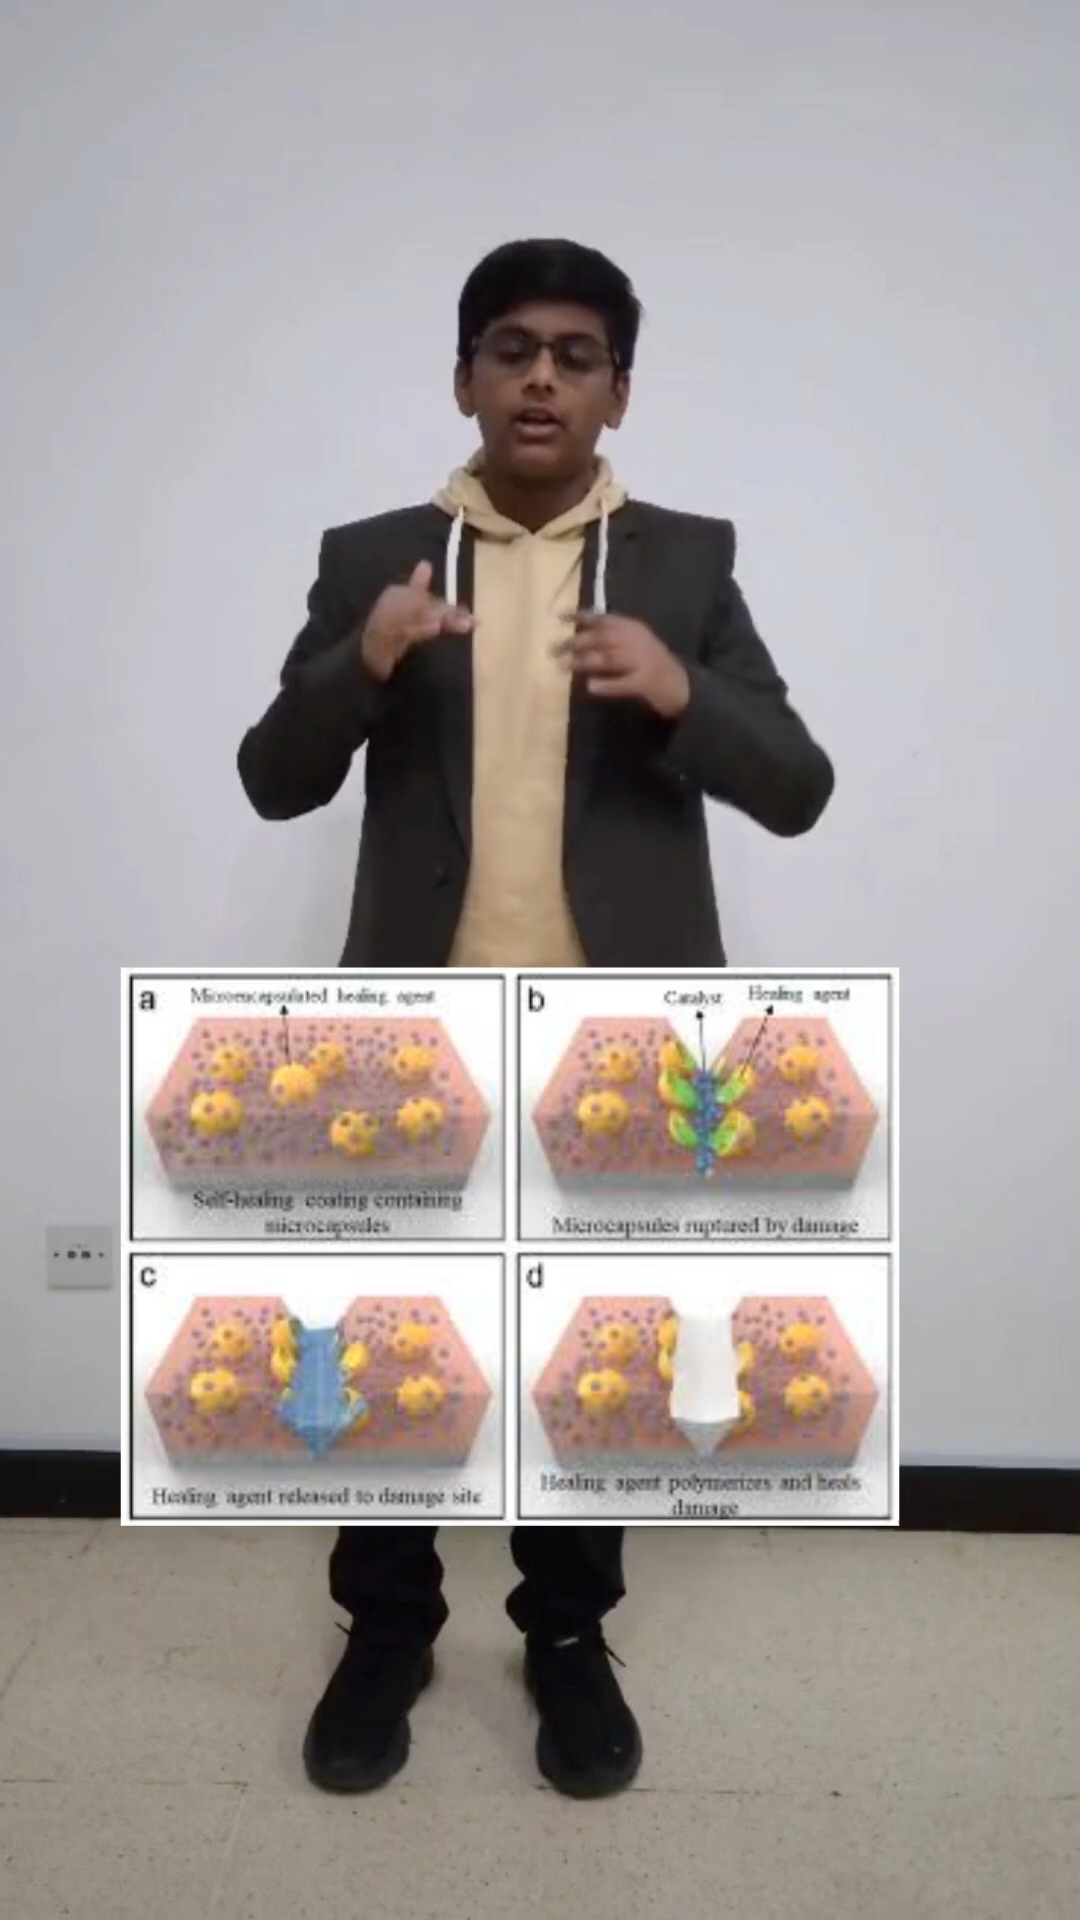 a
Microencapsulated healing agent
Self-healing coating containing
microcapsules
b
Catalyst
Healing agent
Microcapsules ruptured by damage
c
Healing agent released to damage site
d
Healing agent polymerizes and heals
damage